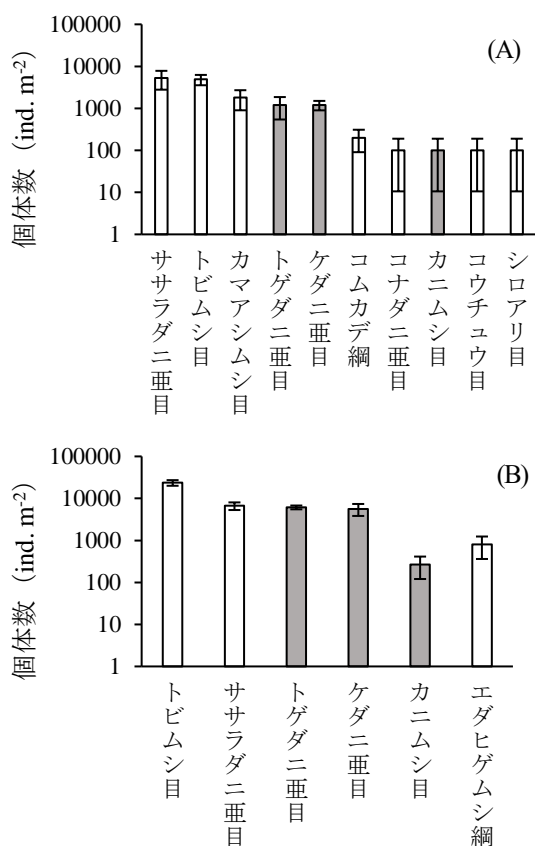 (A)
個体数 (ind. m-2)
100000
10000
1000
100
10
1
ササラダニ亜目
トビムシ目
カマアシムシ目
トゲダニ亜目
ケダニ亜目
コムカデ綱
コナダニ亜目
カニムシ目
コウチュウ目
シロアリ目
(B)
個体数 (ind. m-2)
100000
10000
1000
100
10
1
トビムシ目
ササラダニ亜目
トゲダニ亜目
ケダニ亜目
カニムシ目
エダヒゲムシ綱